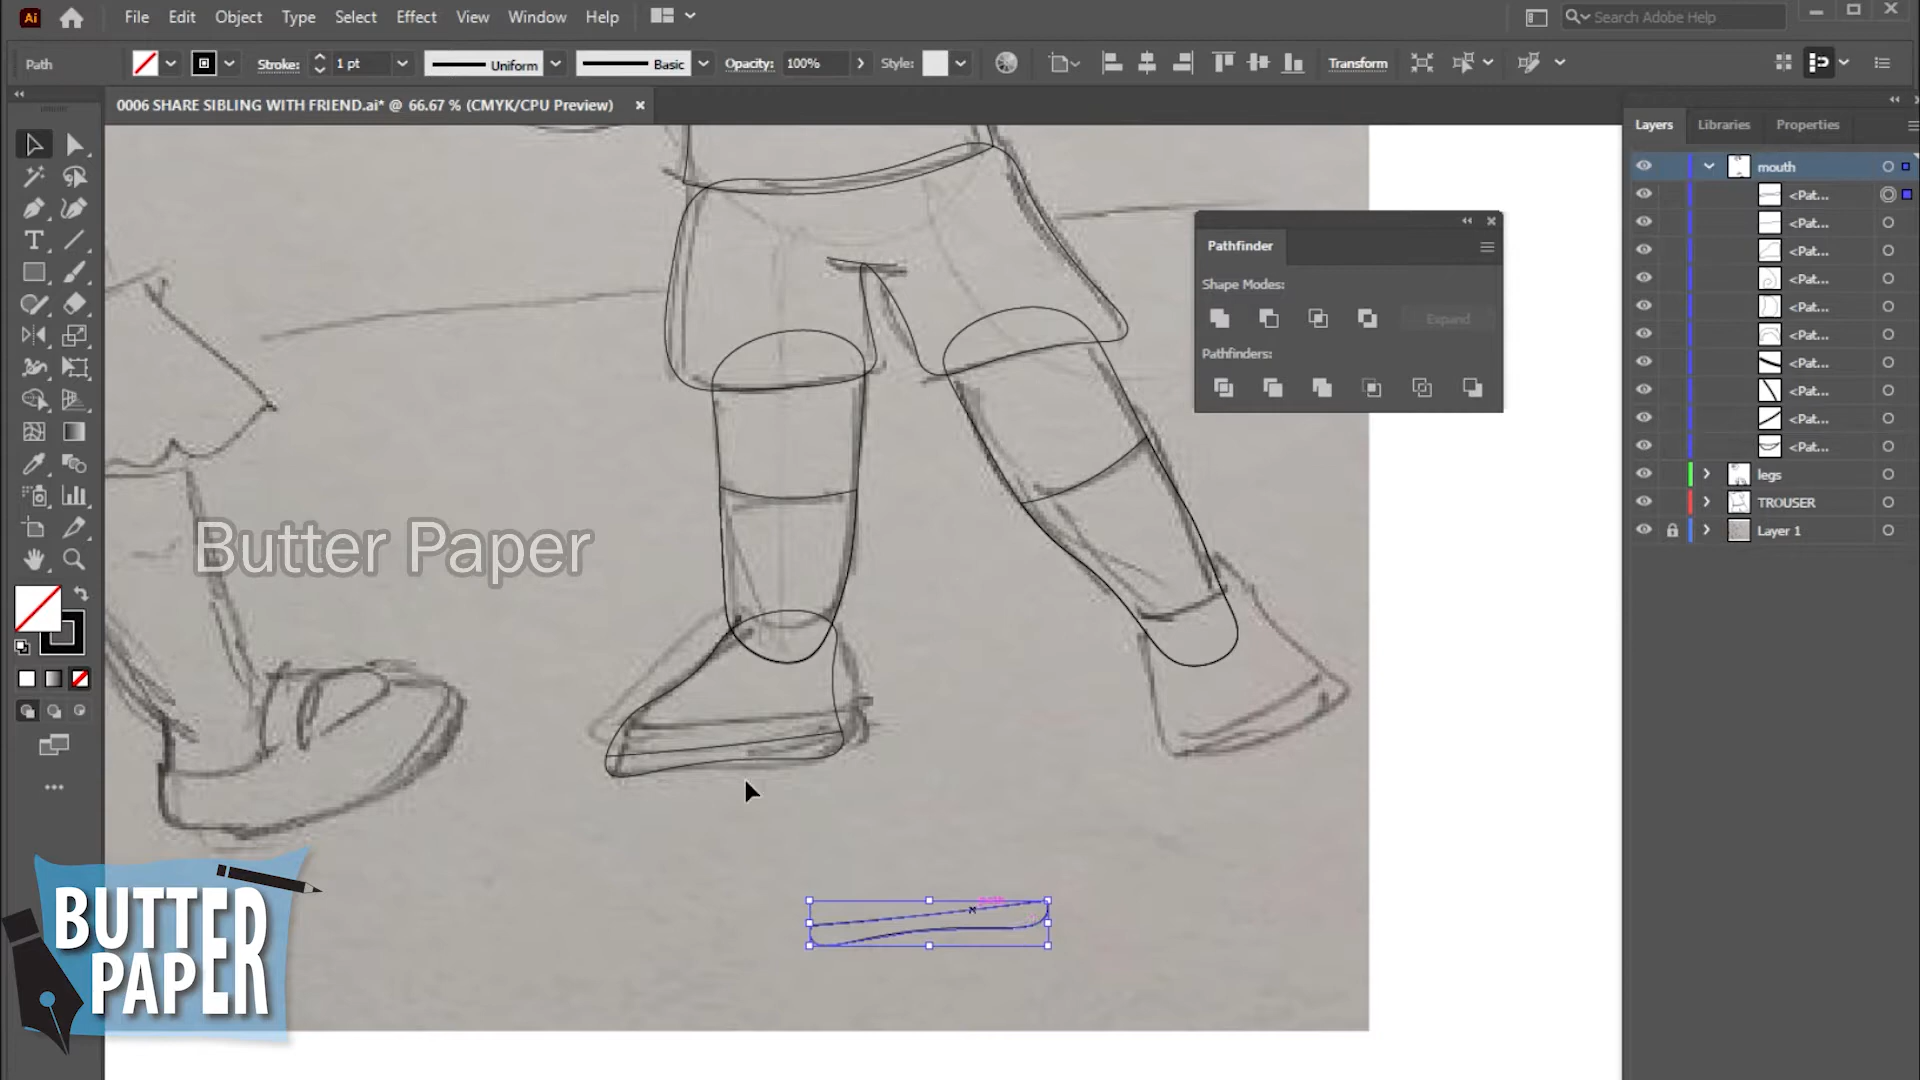 Ai File Edit Object Type Select Effect View Window Help Search Adobe Help
Path Stroke: 1 pt Uniform Basic Opacity: 100% Style: Transform
0006 SHARE SIBLING WITH FRIEND.ai* @ 66.67 % (CMYK/CPU Preview)
Layers Libraries Properties
mouth
<Pat...
<Pat...
<Pat...
<Pat...
<Pat...
<Pat...
<Pat...
<Pat...
<Pat...
<Pat...
legs
TROUSER
Layer 1
Pathfinder
Shape Modes:
Expand
Pathfinders:
Butter Paper
BUTTER
PAPER
path